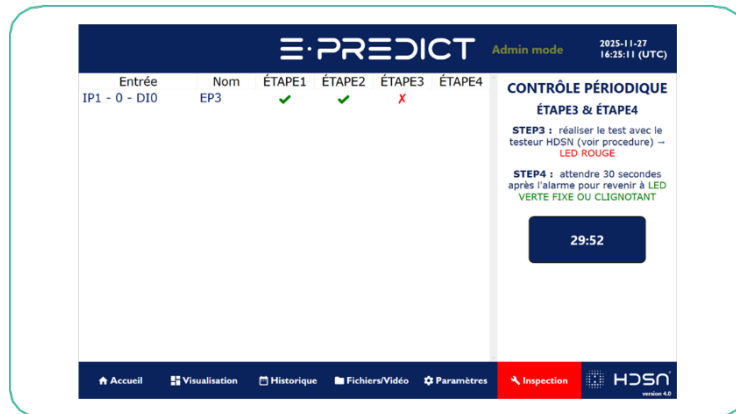 E·PREDICT
Admin mode
2025-11-27
16:25:11 (UTC)
Entrée Nom ÉTAPE1 ÉTAPE2 ÉTAPE3 ÉTAPE4
IP1 - 0 - DI0 EP3 ✔ ✔ ✗
CONTRÔLE PÉRIODIQUE
ÉTAPE3 & ÉTAPE4
STEP3 : réaliser le test avec le
testeur HDSN (voir procedure) →
LED ROUGE
STEP4 : attendre 30 secondes
après l'alarme pour revenir à LED
VERTE FIXE OU CLIGNOTANT
29:52
Accueil Visualisation Historique Fichiers/Vidéo Paramètres Inspection HDSN
version 4.0